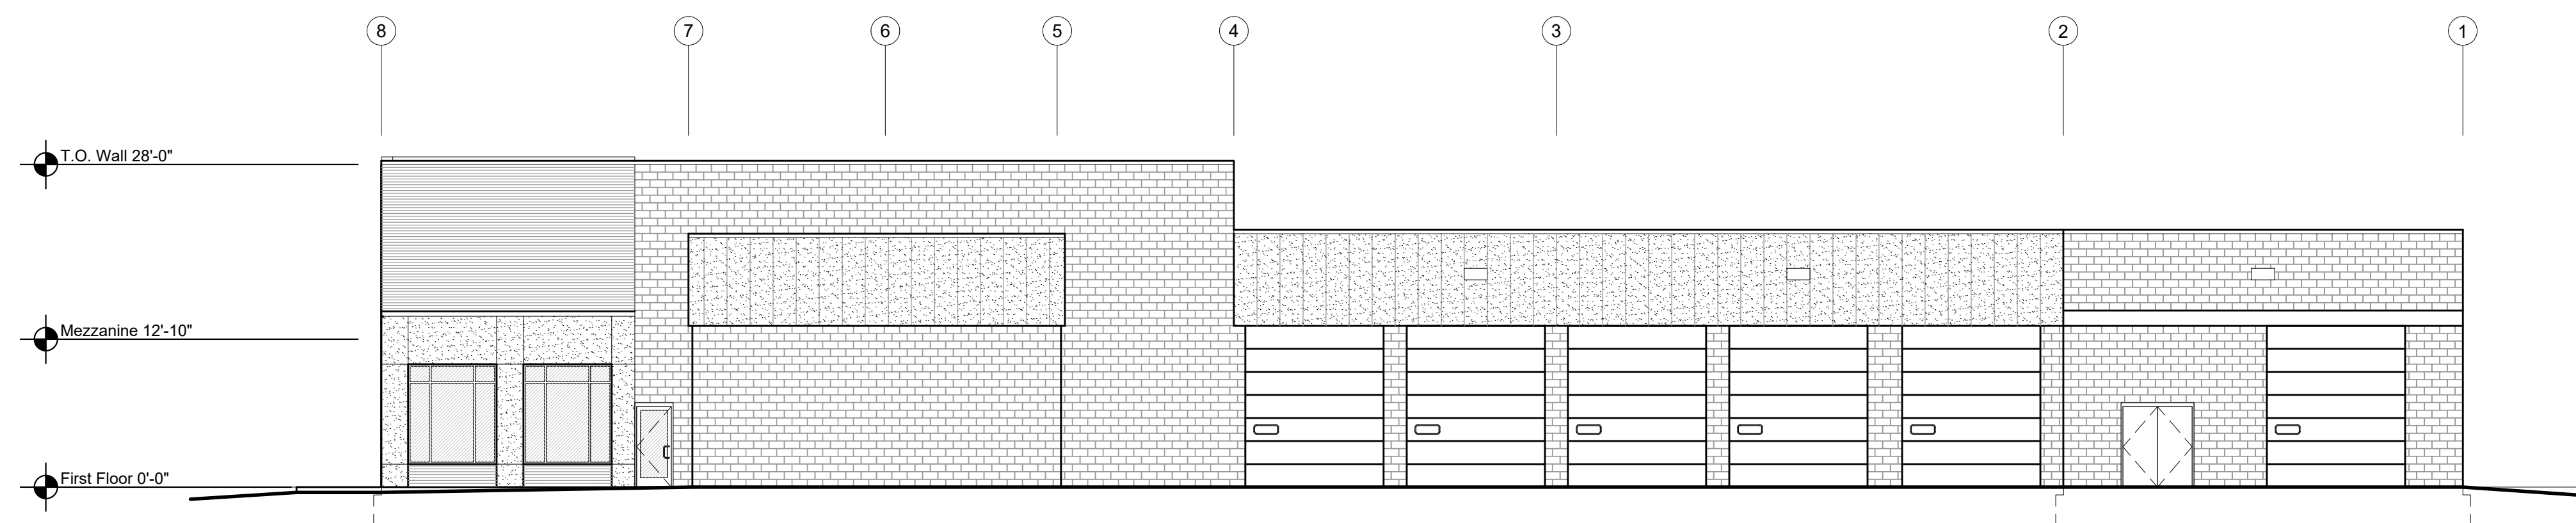 8 7 6 5 4 3 2 1
T.O. Wall 28'-0"
Mezzanine 12'-10"
First Floor 0'-0"